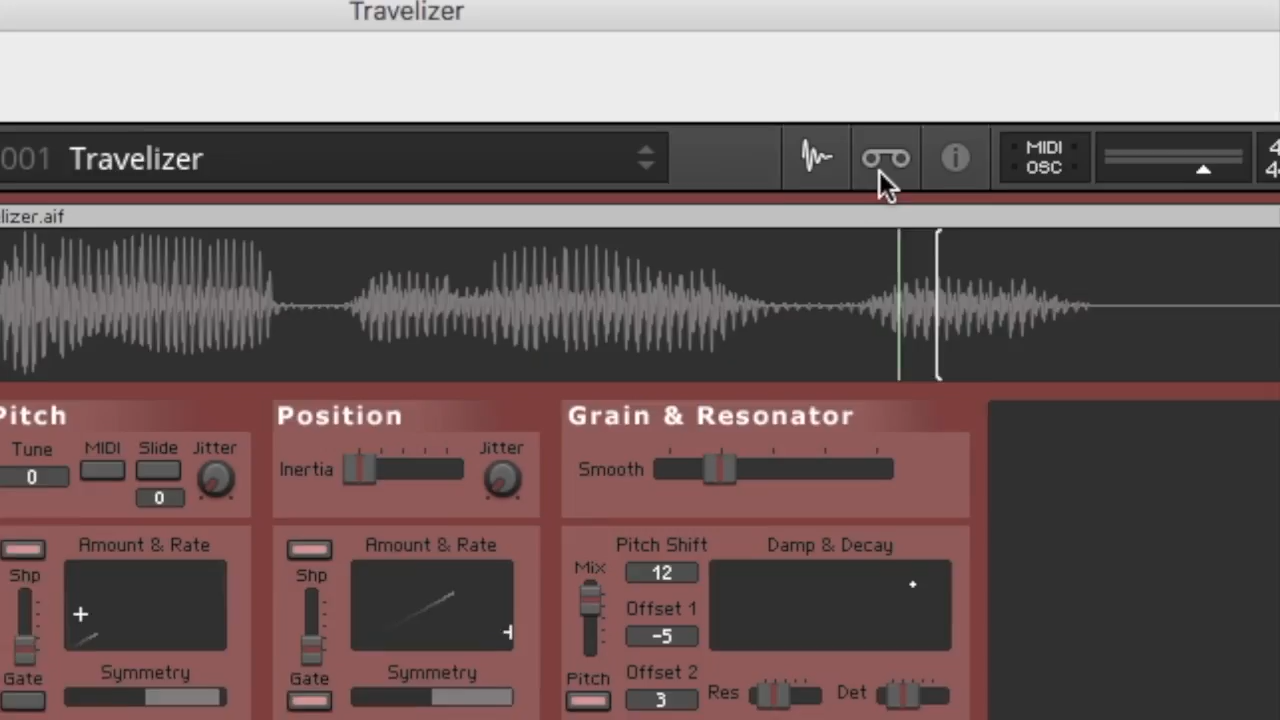 Travelizer
001 Travelizer
MIDI
OSC
4
4
lizer.aif
Pitch
Position
Grain & Resonator
Tune
MIDI
Slide
Jitter
0
0
Inertia
Jitter
Smooth
Amount & Rate
Shp
Gate
Symmetry
Amount & Rate
Shp
Gate
Symmetry
Mix
Pitch
Pitch Shift
12
Offset 1
-5
Offset 2
3
Damp & Decay
Res
Det